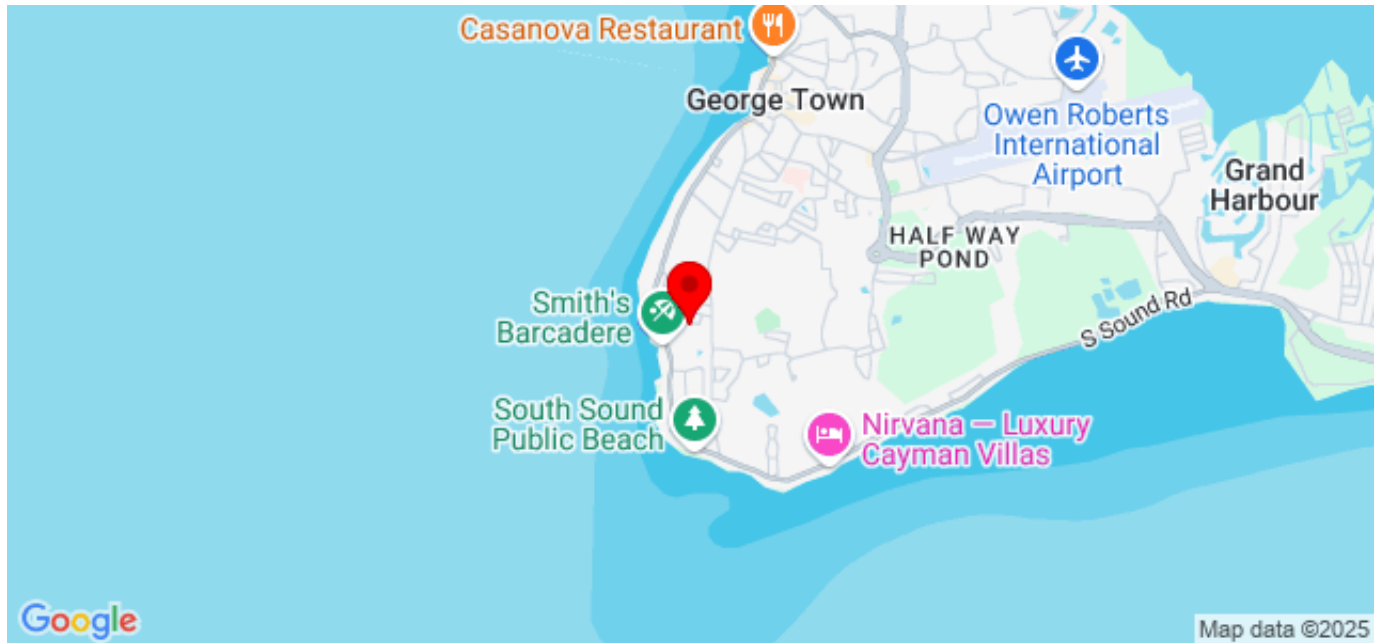 Casanova Restaurant
George Town
Owen Roberts
International
Airport
Grand
Harbour
HALF WAY
POND
Smith's
Barcadere
S Sound Rd
South Sound
Public Beach
Nirvana — Luxury
Cayman Villas
Google
Map data ©2025